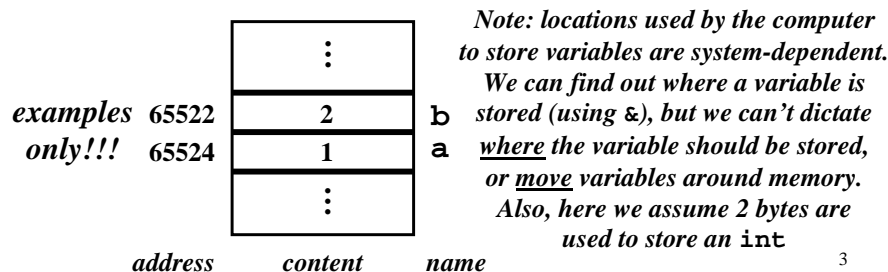 ⋮
examples 65522 2 b
only!!! 65524 1 a
⋮
address content name
Note: locations used by the computer
to store variables are system-dependent.
We can find out where a variable is
stored (using &), but we can't dictate
where the variable should be stored,
or move variables around memory.
Also, here we assume 2 bytes are
used to store an int
3